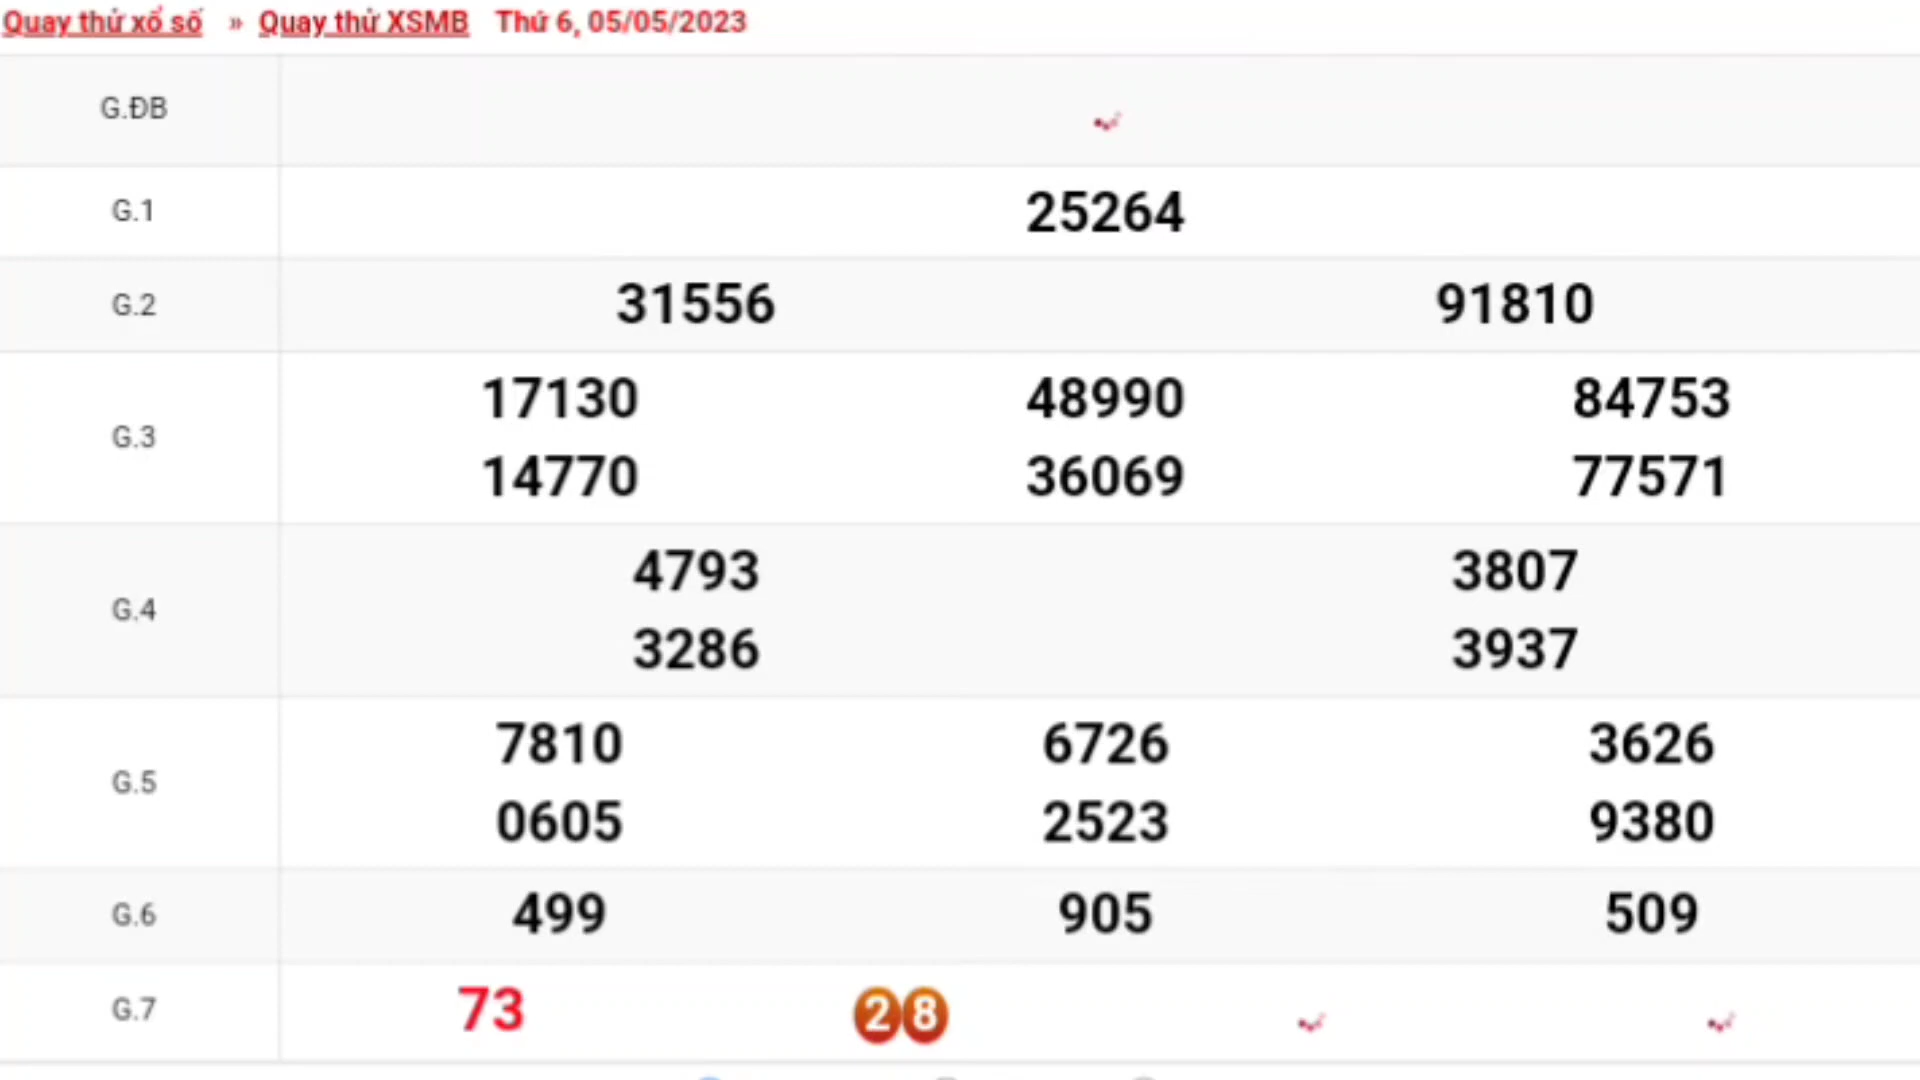 Quay thử xổ số » Quay thử XSMB Thứ 6, 05/05/2023
G.ĐB
G.1 25264
G.2 31556 91810
G.3 17130 48990 84753
14770 36069 77571
G.4 4793 3807
3286 3937
G.5 7810 6726 3626
0605 2523 9380
G.6 499 905 509
G.7 73 28